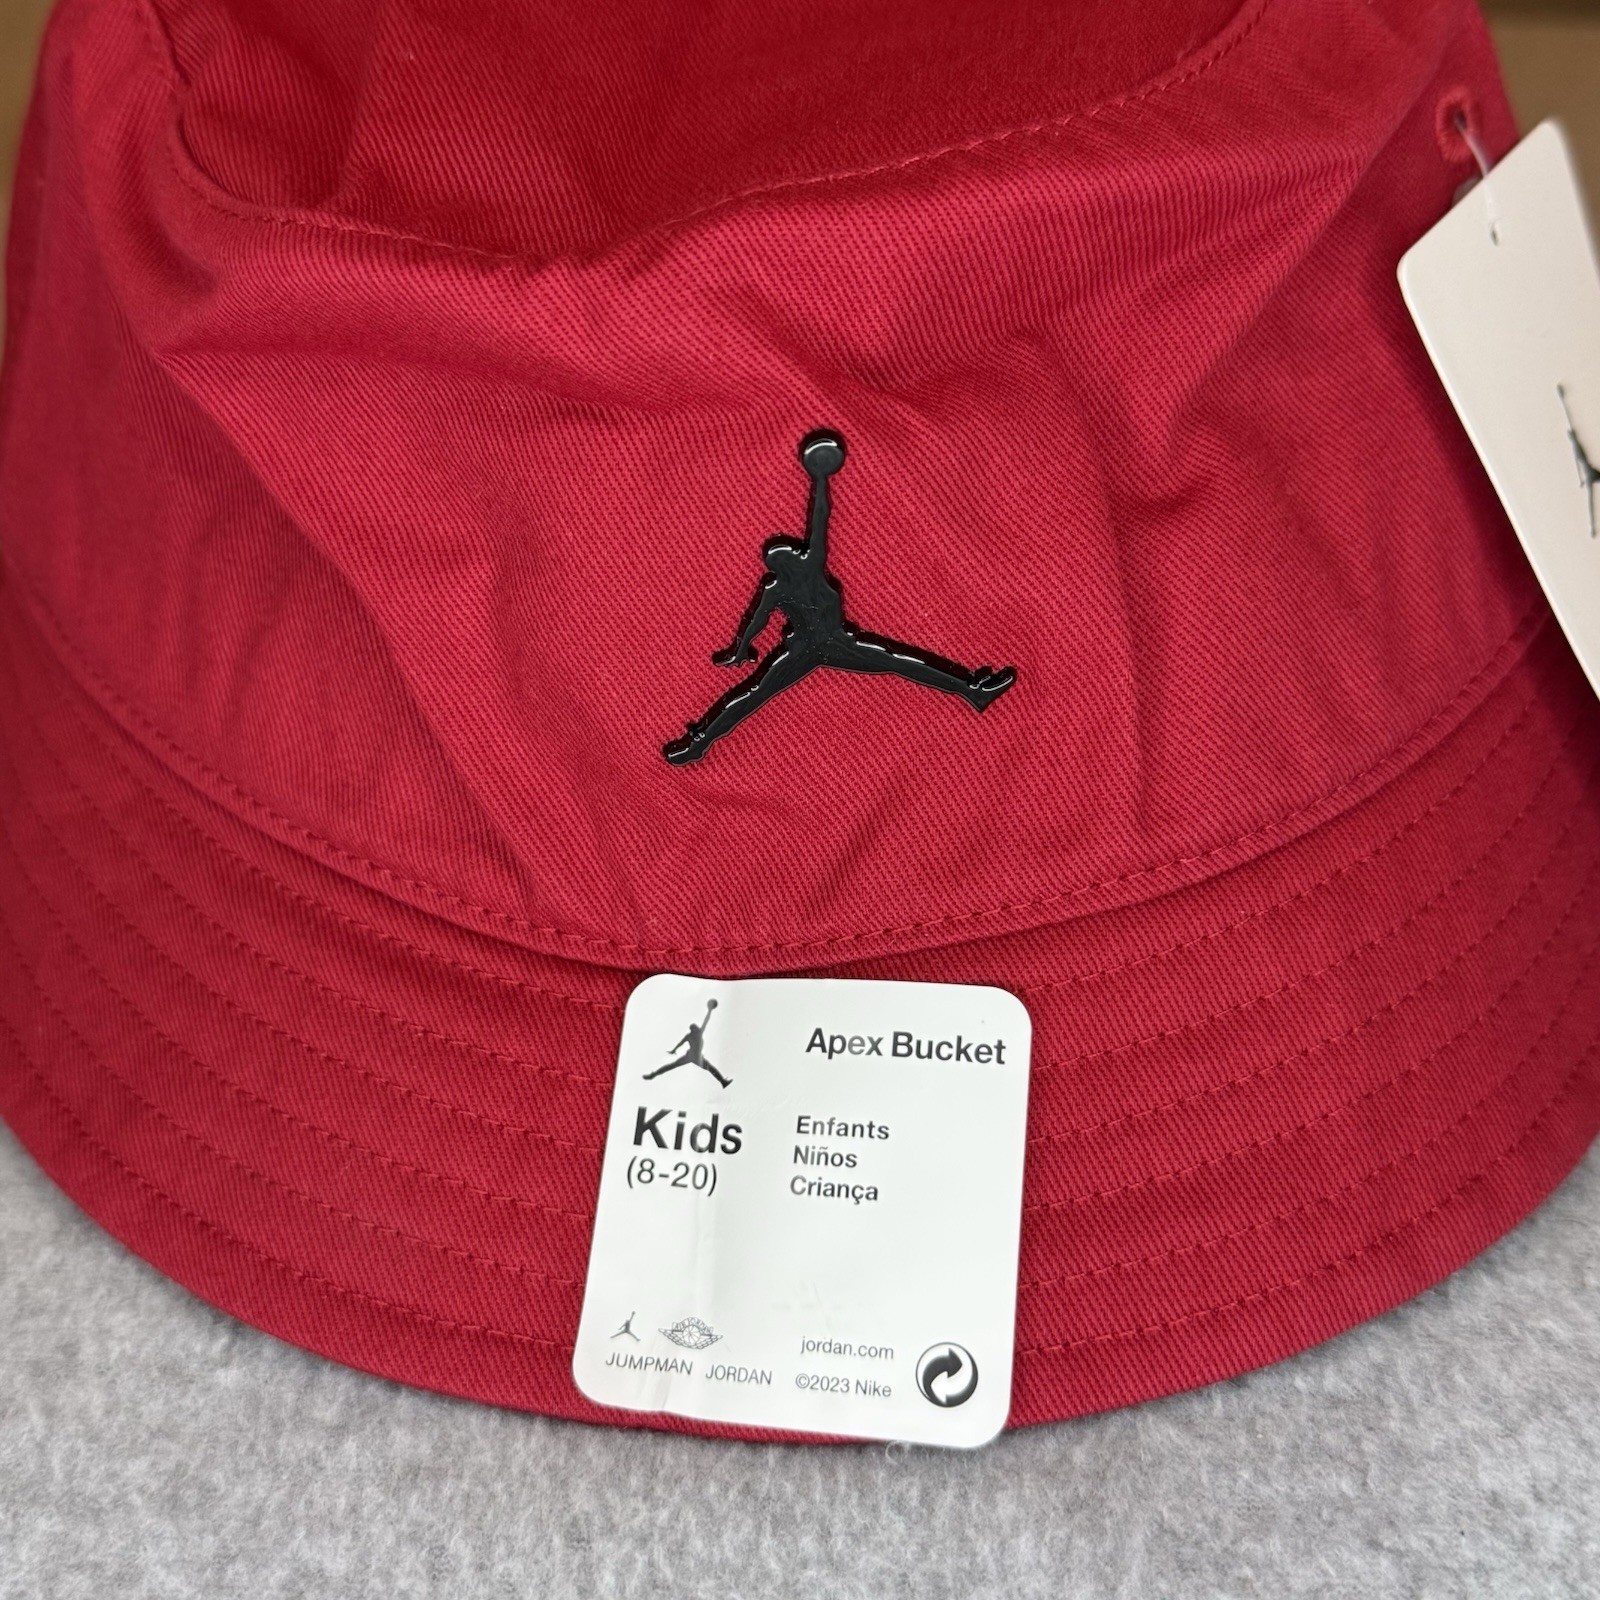 Apex Bucket
Kids
(8-20)
Enfants
Niños
Criança
JUMPMAN JORDAN
jordan.com
©2023 Nike